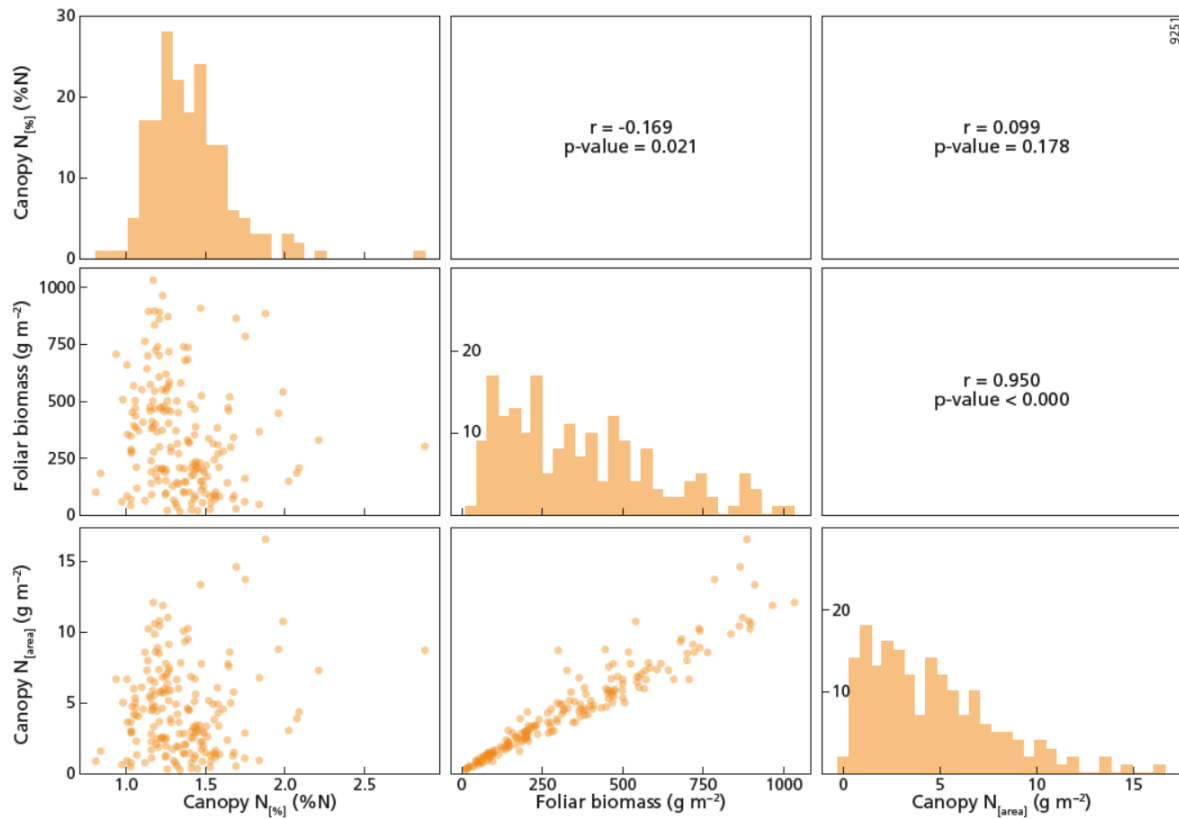 9251
30
20
10
0
Canopy N[%] (%N)
r = -0.169
p-value = 0.021
r = 0.099
p-value = 0.178
1000
750
500
250
0
Foliar biomass (g m⁻²)
20
10
r = 0.950
p-value < 0.000
15
10
5
0
Canopy N[area] (g m⁻²)
20
10
1.0 1.5 2.0 2.5
0 250 500 750 1000
0 5 10 15
Canopy N[%] (%N)
Foliar biomass (g m⁻²)
Canopy N[area] (g m⁻²)